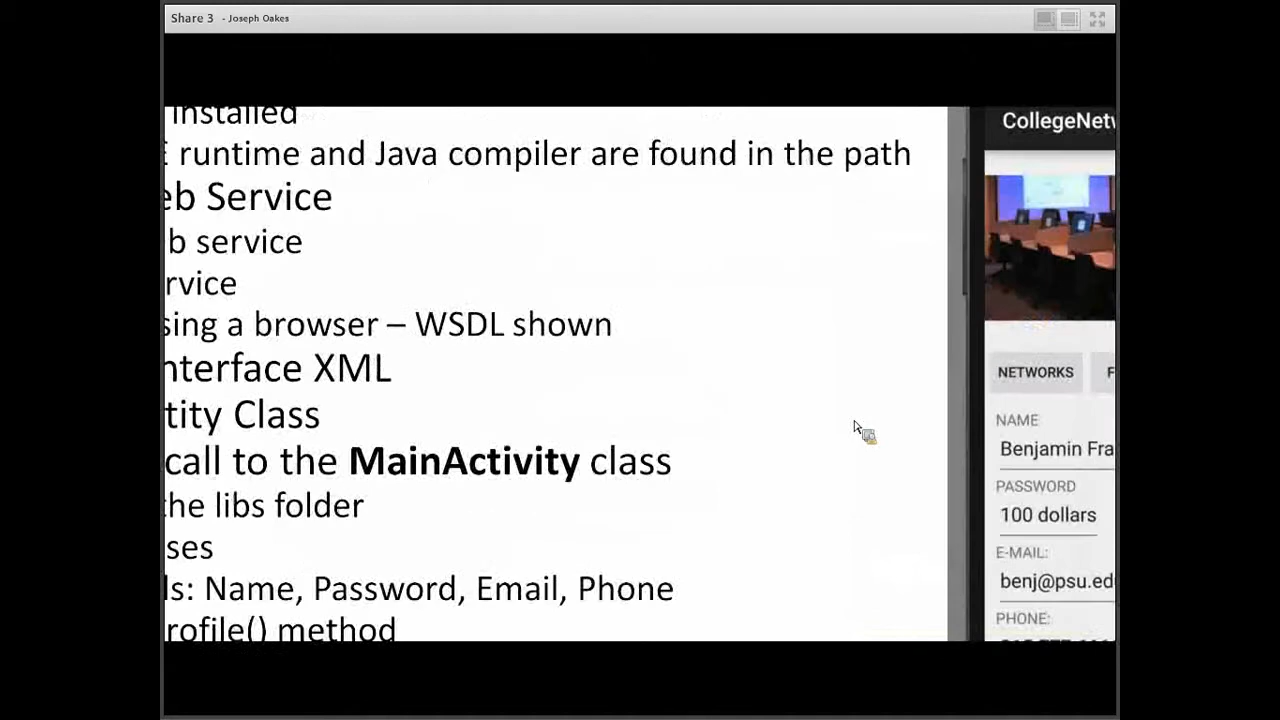 Share 3 - Joseph Oakes
installed
E runtime and Java compiler are found in the path
eb Service
b service
rvice
sing a browser – WSDL shown
nterface XML
tity Class
call to the MainActivity class
the libs folder
ses
ls: Name, Password, Email, Phone
rofile() method
CollegeNetw
NETWORKS F
NAME:
Benjamin Fra
PASSWORD
100 dollars
E-MAIL:
benj@psu.ed
PHONE: